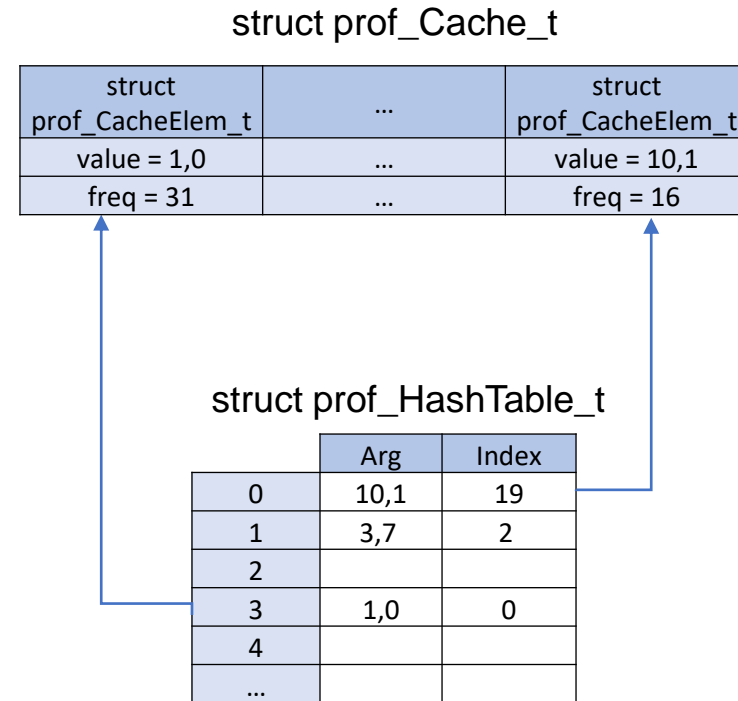 struct prof_Cache_t
struct
prof_CacheElem_t
...
struct
prof_CacheElem_t
value = 1,0
...
value = 10,1
freq = 31
...
freq = 16
struct prof_HashTable_t
Arg Index
0 10,1 19
1 3,7 2
2
3 1,0 0
4
...